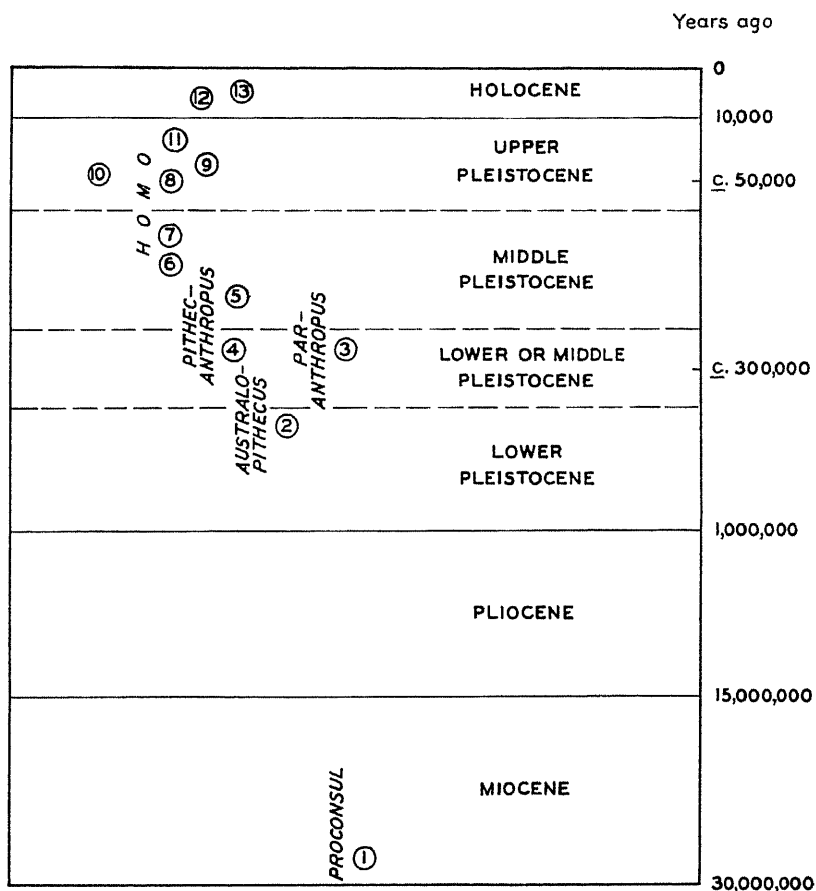 Years ago
0
HOLOCENE
13
12
10,000
11
UPPER
PLEISTOCENE
9
10
8
c. 50,000
HOMO
7
6
MIDDLE
PLEISTOCENE
5
PITHEC-
ANTHROPUS
4
PAR-
ANTHROPUS
3
LOWER OR MIDDLE
PLEISTOCENE
c. 300,000
AUSTRALO-
PITHECUS
2
LOWER
PLEISTOCENE
1,000,000
PLIOCENE
15,000,000
MIOCENE
PROCONSUL
1
30,000,000